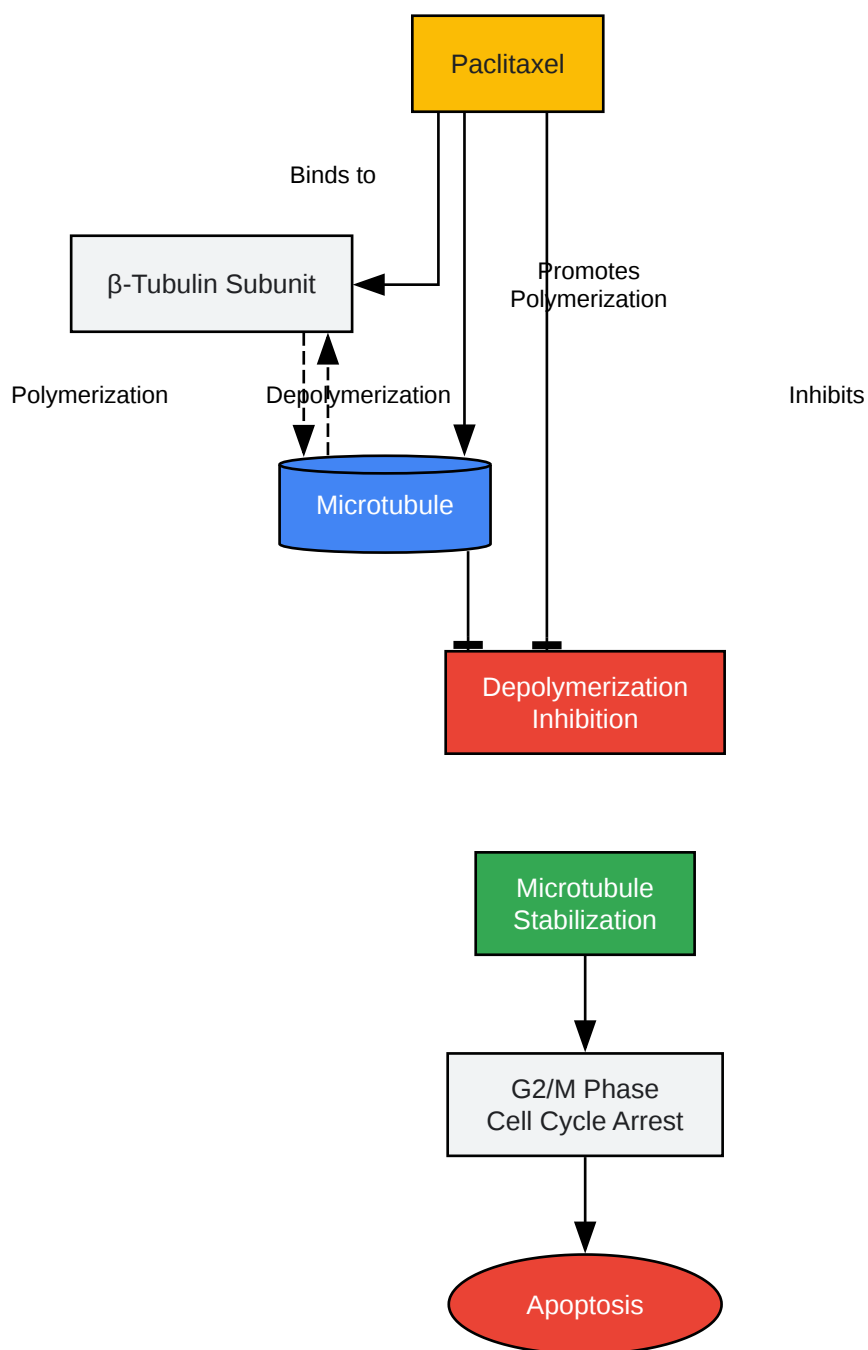 Paclitaxel
Binds to
β-Tubulin Subunit
Promotes
Polymerization
Polymerization
Depolymerization
Inhibits
Microtubule
Depolymerization
Inhibition
Microtubule
Stabilization
G2/M Phase
Cell Cycle Arrest
Apoptosis